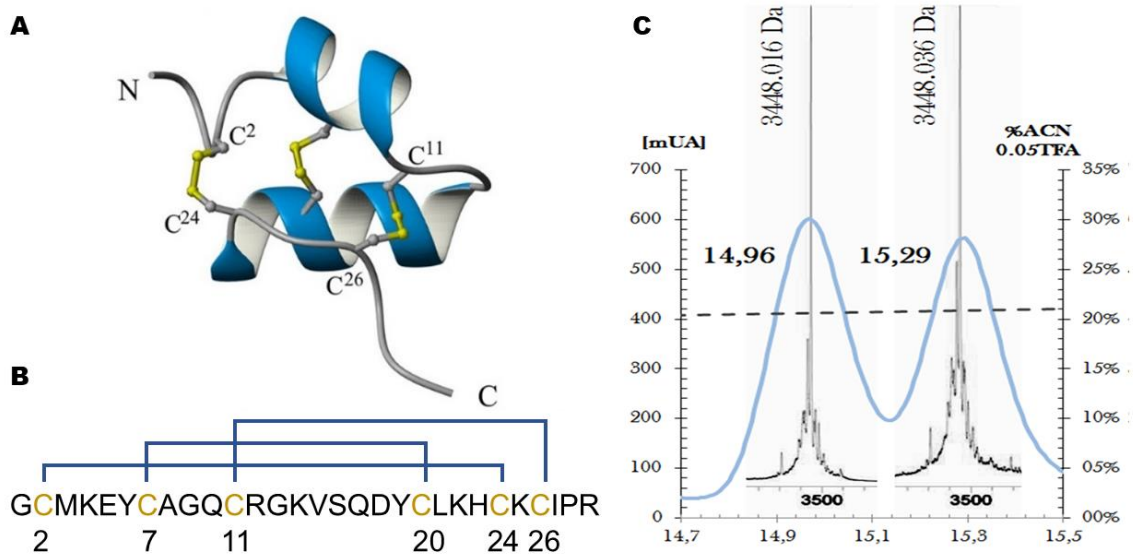 A
N
C²
C¹¹
C²⁴
C²⁶
C
B
GCMKEYCAGQCRGKVSQDYCLKHCKCIPR
2 7 11 20 24 26
C
3448.016 Da
3448.036 Da
[mUA]
%ACN
0.05TFA
700
600
500
400
300
200
100
0
14,96
15,29
3500
3500
35%
30%
25%
20%
15%
10%
05%
00%
14,7 14,9 15,1 15,3 15,5